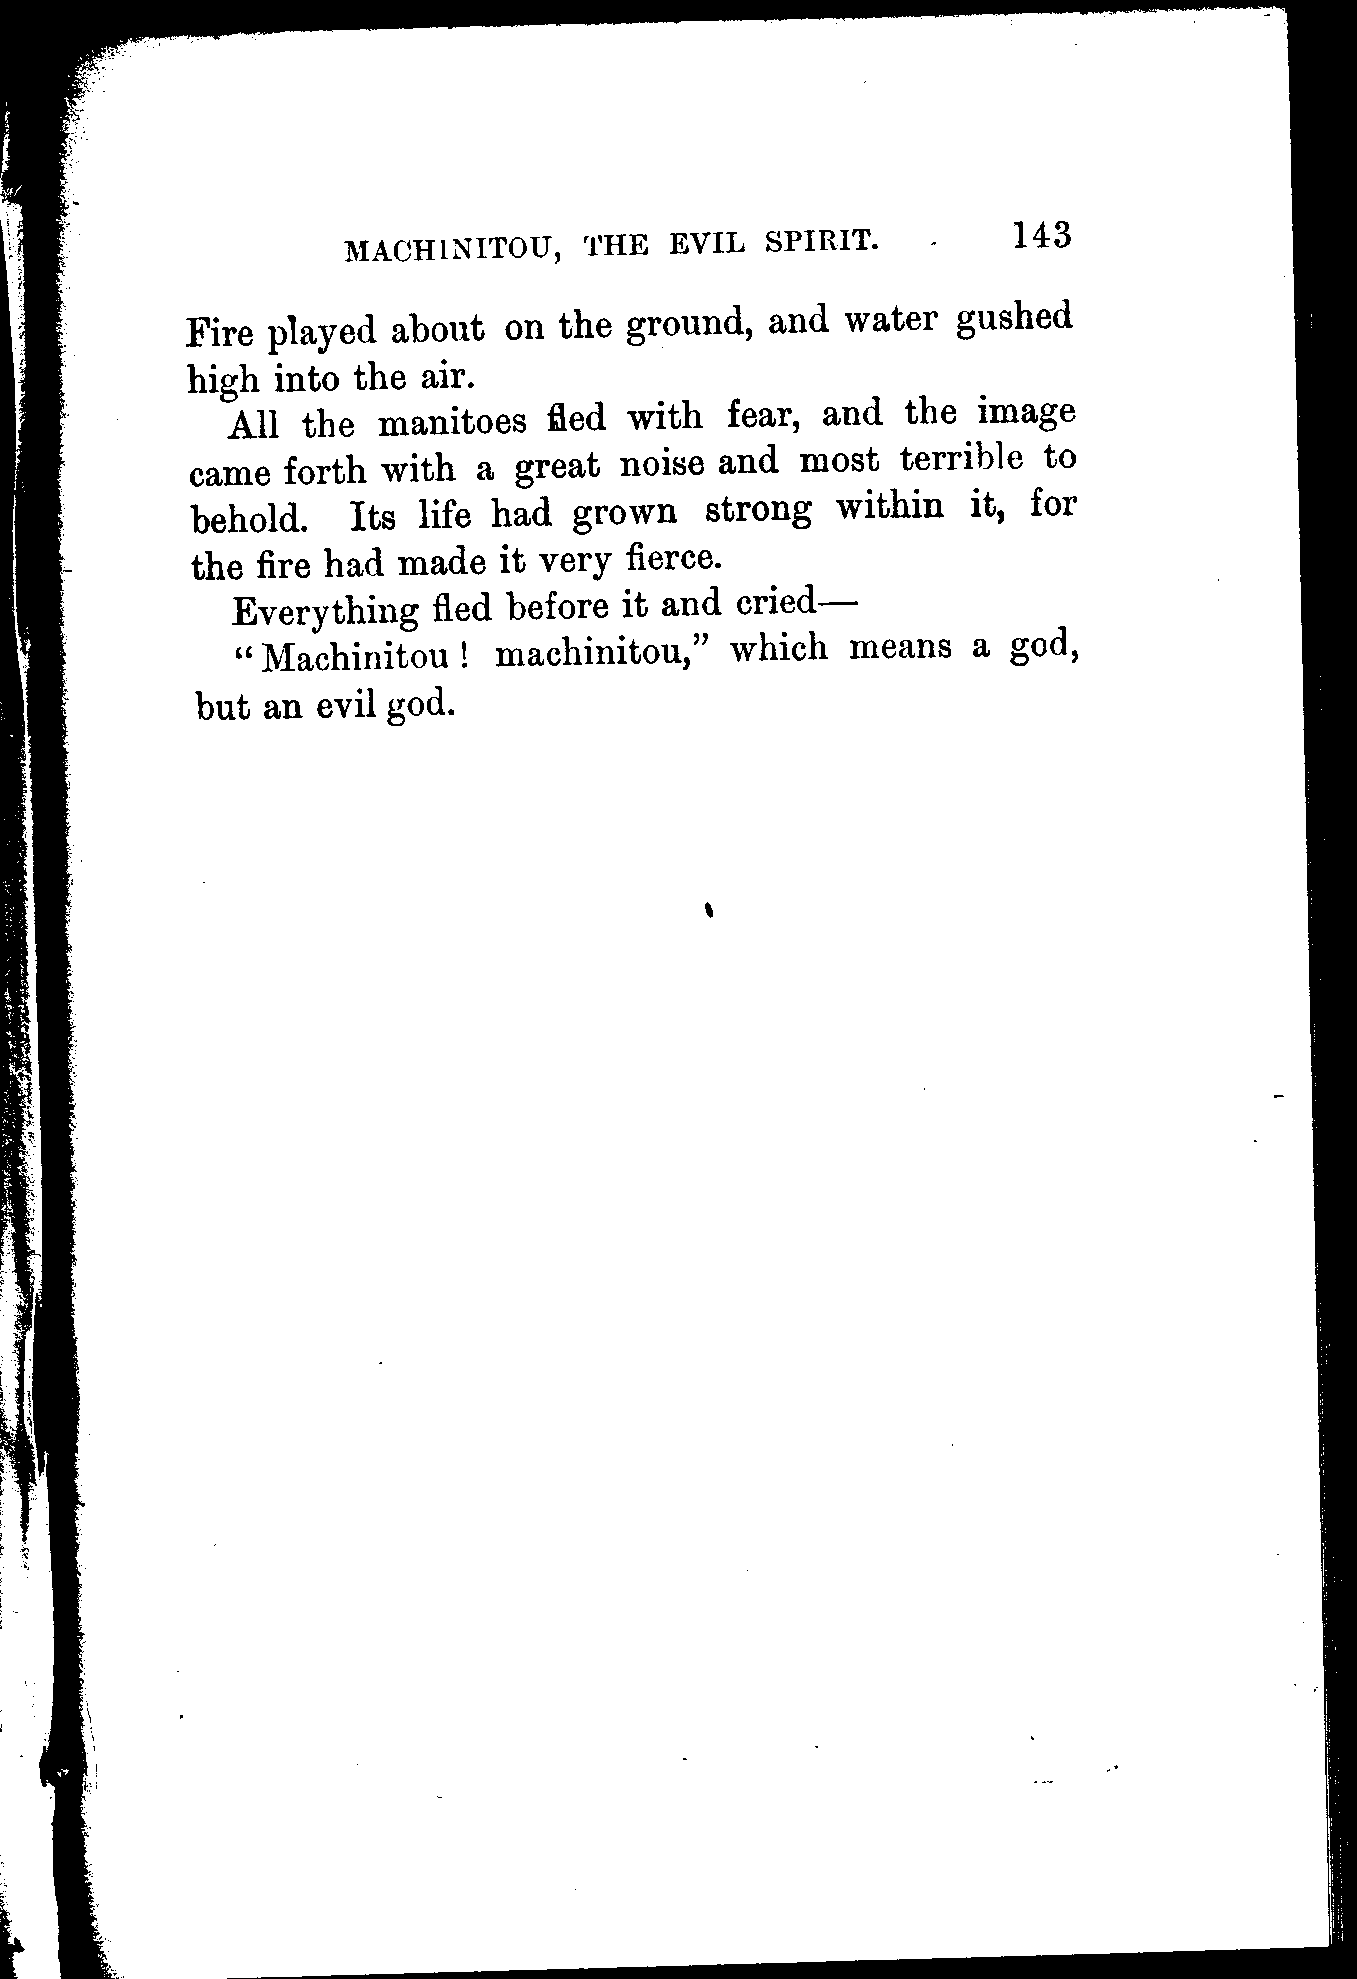 MACHINITOU, THE EVIL SPIRIT. 143
Fire played about on the ground, and water gushed
high into the air.
All the manitoes fled with fear, and the image
came forth with a great noise and most terrible to
behold. Its life had grown strong within it, for
the fire had made it very fierce.
Everything fled before it and cried—
“Machinitou! machinitou,” which means a god,
but an evil god.